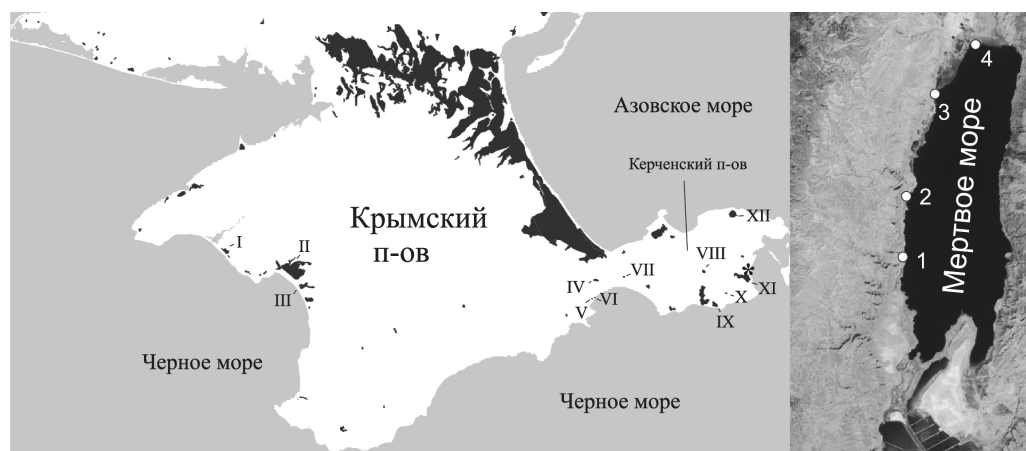 Азовское море
Керченский п-ов
Крымский
п-ов
XII
I
II
III
IV
V
VI
VII
VIII
IX
X
XI
Черное море
Черное море
4
3
2
1
Мертвое море